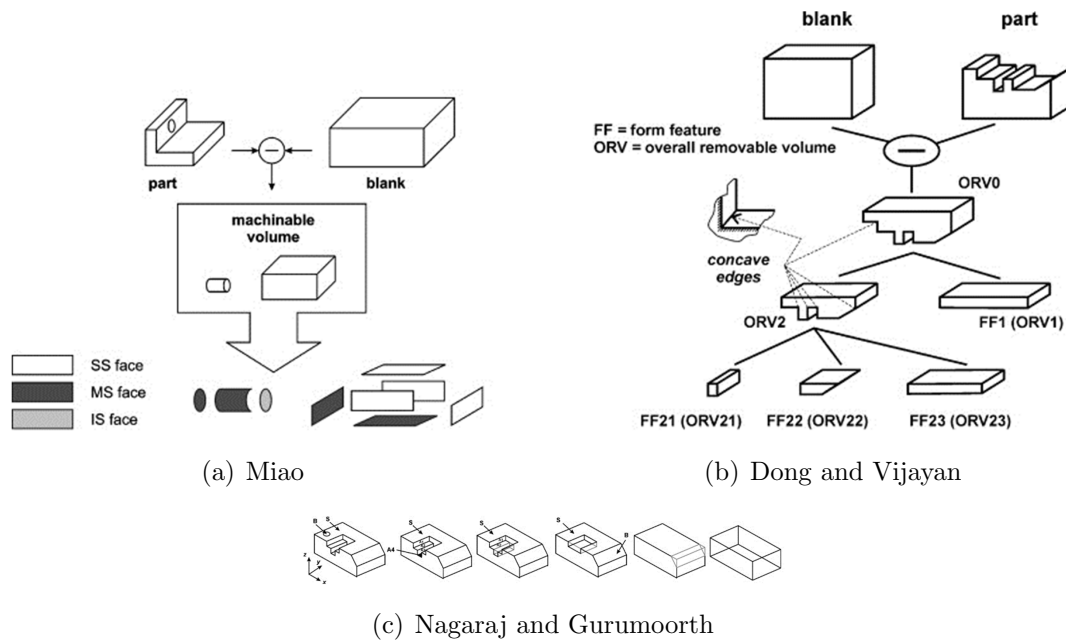 part
blank
machinable
volume
SS face
MS face
IS face
(a) Miao
blank
part
FF = form feature
ORV = overall removable volume
ORV0
concave
edges
ORV2
FF1 (ORV1)
FF21 (ORV21)
FF22 (ORV22)
FF23 (ORV23)
(b) Dong and Vijayan
B
S
S
S
S
A4
B
z
y
x
(c) Nagaraj and Gurumoorth